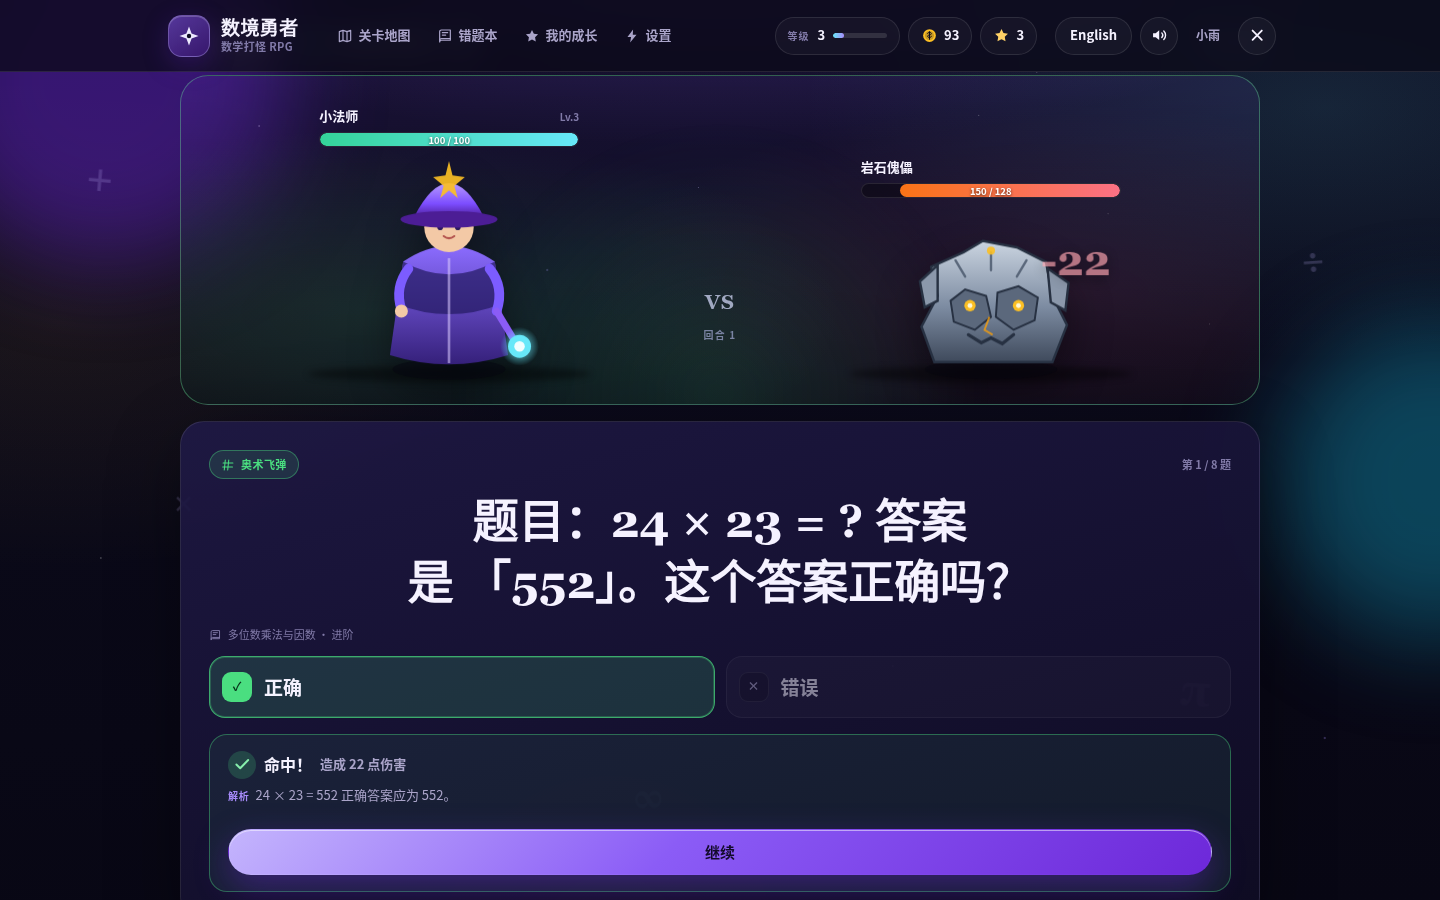 数境勇者
数学打怪 RPG
关卡地图
错题本
我的成长
设置
等级 3
93
3
English
小雨
小法师 Lv.3
100 / 100
岩石傀儡
150 / 128
-22
VS
回合 1
奥术飞弹
第 1 / 8 题
题目：24 × 23 = ? 答案
是 「552」。这个答案正确吗？
多位数乘法与因数 · 进阶
正确
错误
命中！ 造成 22 点伤害
解析 24 × 23 = 552 正确答案应为 552。
继续